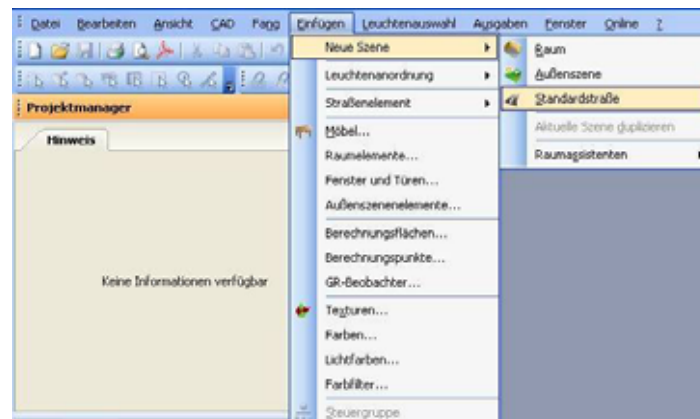 Datei Bearbeiten Ansicht CAD Fang Einfügen Leuchtenauswahl Ausgaben Fenster Online ?
Neue Szene
Raum
Leuchtenanordnung
Außenszene
Straßenelement
Standardstraße
Projektmanager
Aktuelle Szene duplizieren
Möbel...
Hinweis
Raumelemente...
Raumassistenten
Fenster und Türen...
Außenszenenelemente...
Berechnungsflächen...
Berechnungspunkte...
Keine Informationen verfügbar
GR-Beobachter...
Texturen...
Farben...
Lichtfarben...
Farbfilter...
Steuergruppe